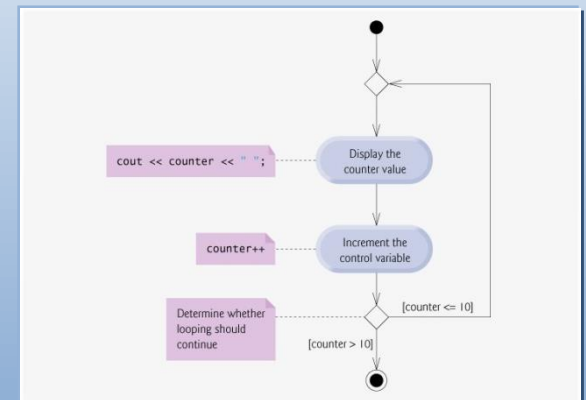 cout << counter << " ";
Display the
counter value
counter++
Increment the
control variable
Determine whether
looping should
continue
[counter <= 10]
[counter > 10]